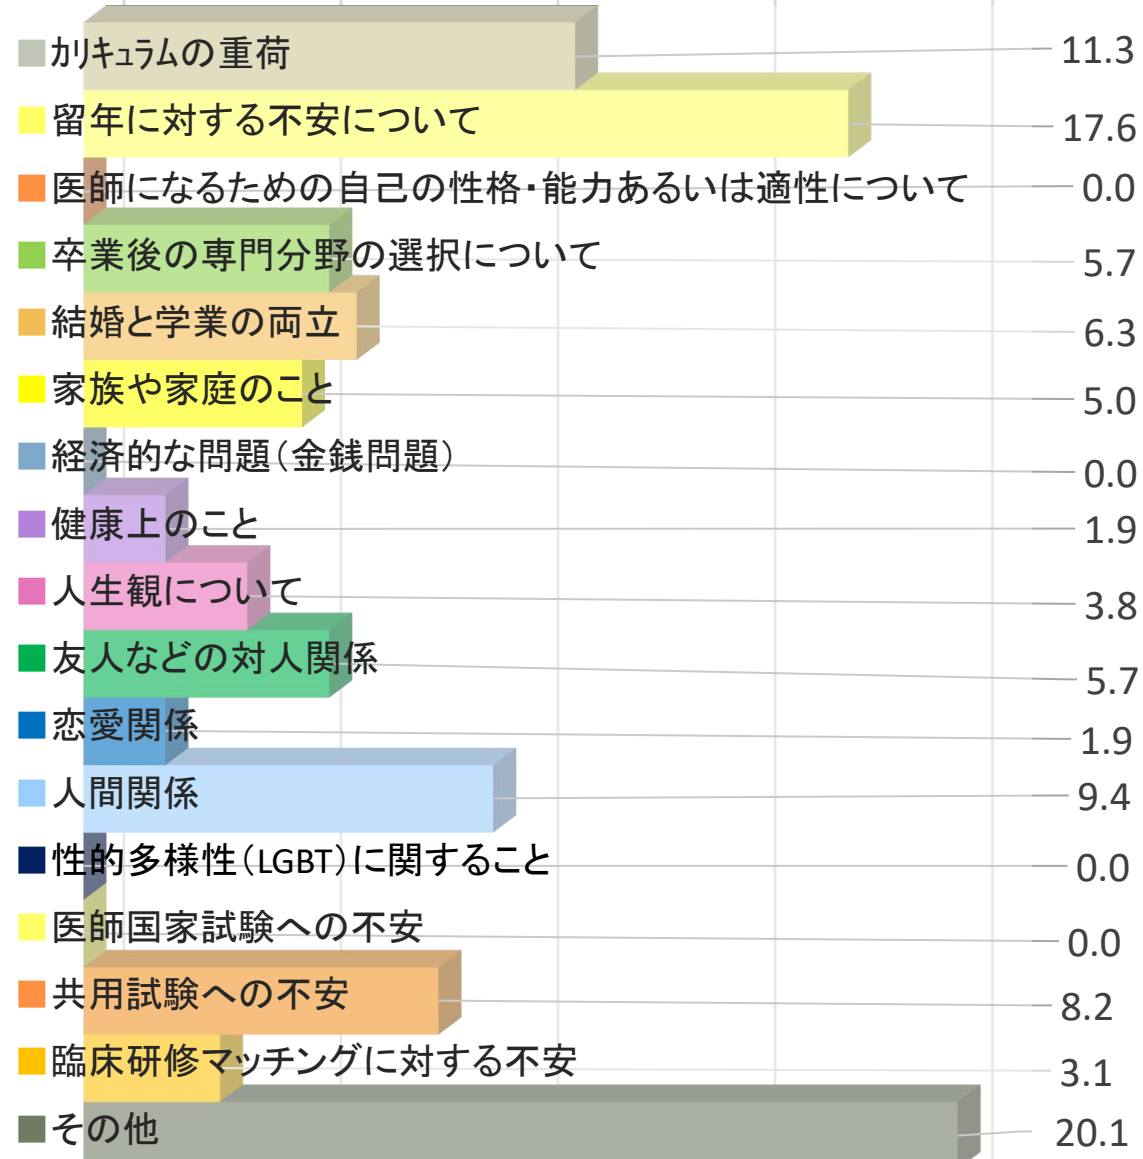 カリキュラムの重荷 11.3
留年に対する不安について 17.6
医師になるための自己の性格・能力あるいは適性について 0.0
卒業後の専門分野の選択について 5.7
結婚と学業の両立 6.3
家族や家庭のこと 5.0
経済的な問題（金銭問題） 0.0
健康上のこと 1.9
人生観について 3.8
友人などの対人関係 5.7
恋愛関係 1.9
人間関係 9.4
性的多様性（LGBT）に関すること 0.0
医師国家試験への不安 0.0
共用試験への不安 8.2
臨床研修マッチングに対する不安 3.1
その他 20.1